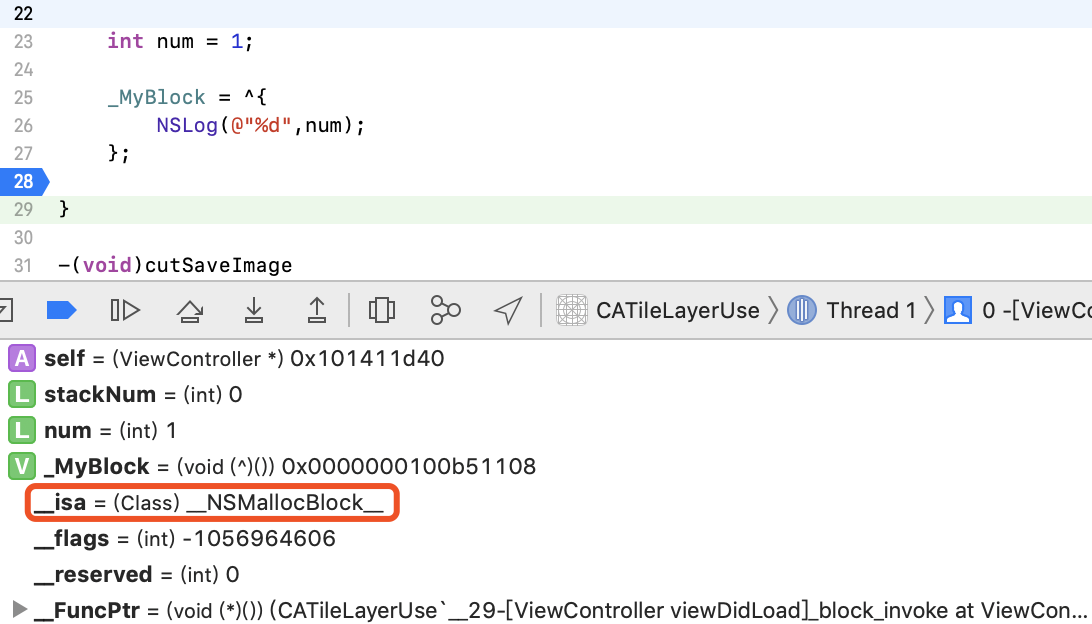 22
23 int num = 1;
24
25 _MyBlock = ^{
26 NSLog(@"%d",num);
27 };
28
29 }
30
31 -(void)cutSaveImage
CATileLayerUse Thread 1 0 -[ViewCo
A self = (ViewController *) 0x101411d40
L stackNum = (int) 0
L num = (int) 1
V _MyBlock = (void (^)()) 0x0000000100b51108
__isa = (Class) __NSMallocBlock__
__flags = (int) -1056964606
__reserved = (int) 0
__FuncPtr = (void (*)()) (CATileLayerUse`__29-[ViewController viewDidLoad]_block_invoke at ViewCon...